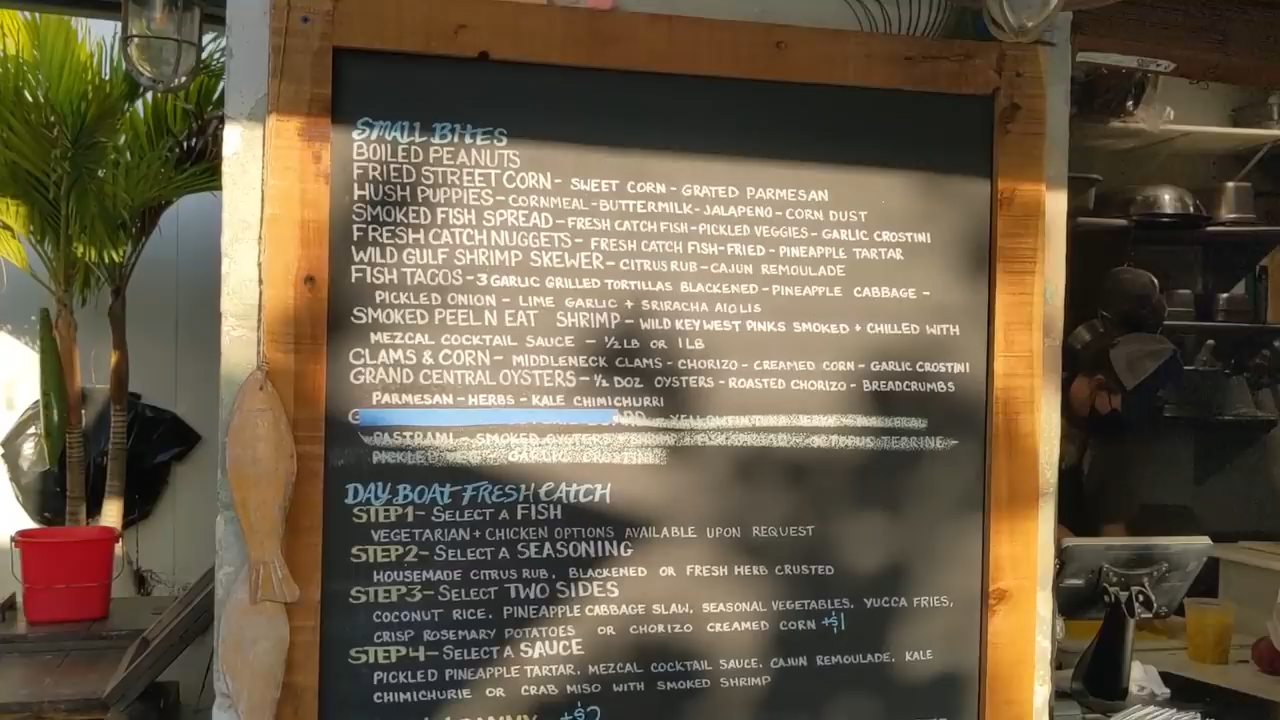 SMALL BITES
BOILED PEANUTS
FRIED STREET CORN - SWEET CORN - GRATED PARMESAN
HUSH PUPPIES - CORNMEAL - BUTTERMILK - JALAPENO - CORN DUST
SMOKED FISH SPREAD - FRESH CATCH FISH - PICKLED VEGGIES - GARLIC CROSTINI
FRESH CATCH NUGGETS - FRESH CATCH FISH - FRIED - PINEAPPLE TARTAR
WILD GULF SHRIMP SKEWER - CITRUS RUB - CAJUN REMOULADE
FISH TACOS - 3 GARLIC GRILLED TORTILLAS BLACKENED - PINEAPPLE CABBAGE -
PICKLED ONION - LIME GARLIC + SRIRACHA AIOLIS
SMOKED PEEL N EAT SHRIMP - WILD KEY WEST PINKS SMOKED + CHILLED WITH
MEZCAL COCKTAIL SAUCE - ½ LB OR 1 LB
CLAMS & CORN - MIDDLENECK CLAMS - CHORIZO - CREAMED CORN - GARLIC CROSTINI
GRAND CENTRAL OYSTERS - ½ DOZ OYSTERS - ROASTED CHORIZO - BREADCRUMBS
PARMESAN - HERBS - KALE CHIMICHURRI
PASTRAMI - SMOKED OYSTERS - OCTOPUS TERRINE -
PICKLED GARLIC CROSTINI
DAY BOAT FRESH CATCH
STEP 1 - SELECT A FISH
VEGETARIAN + CHICKEN OPTIONS AVAILABLE UPON REQUEST
STEP 2 - SELECT A SEASONING
HOUSEMADE CITRUS RUB, BLACKENED OR FRESH HERB CRUSTED
STEP 3 - SELECT TWO SIDES
COCONUT RICE, PINEAPPLE CABBAGE SLAW, SEASONAL VEGETABLES, YUCCA FRIES,
CRISP ROSEMARY POTATOES OR CHORIZO CREAMED CORN +$1
STEP 4 - SELECT A SAUCE
PICKLED PINEAPPLE TARTAR, MEZCAL COCKTAIL SAUCE, CAJUN REMOULADE, KALE
CHIMICHURIE OR CRAB MISO WITH SMOKED SHRIMP